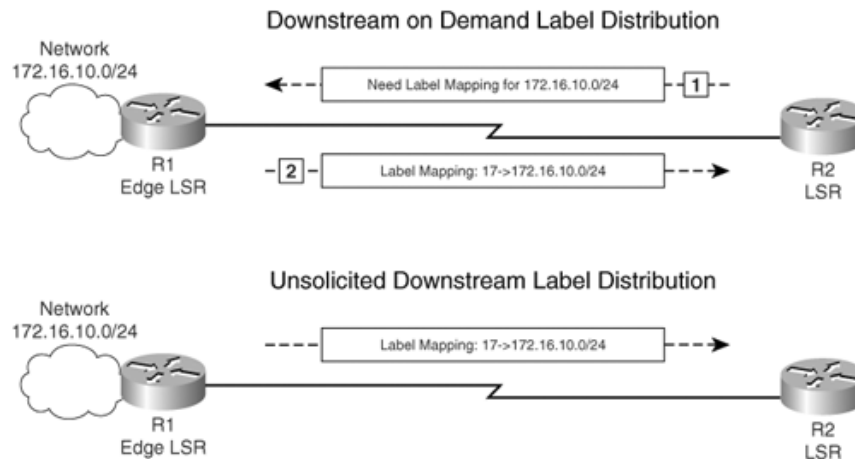 Downstream on Demand Label Distribution
Network
172.16.10.0/24
Need Label Mapping for 172.16.10.0/24
1
R1
Edge LSR
2
Label Mapping: 17->172.16.10.0/24
R2
LSR
Unsolicited Downstream Label Distribution
Network
172.16.10.0/24
Label Mapping: 17->172.16.10.0/24
R1
Edge LSR
R2
LSR